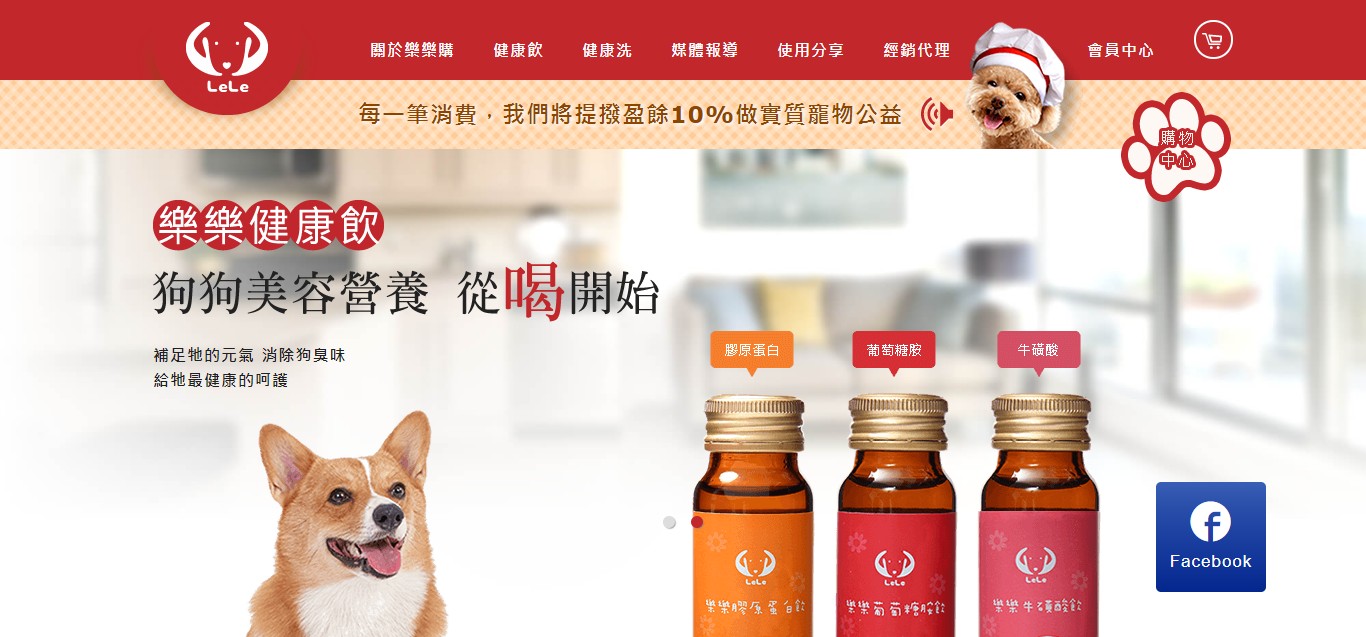 LeLe
關於樂樂購 健康飲 健康洗 媒體報導 使用分享 經銷代理 會員中心
每一筆消費，我們將提撥盈餘10%做實質寵物公益
購物
中心
樂樂健康飲
狗狗美容營養 從喝開始
補足牠的元氣 消除狗臭味
給牠最健康的呵護
膠原蛋白 葡萄糖胺 牛磺酸
LeLe LeLe LeLe
樂樂膠原蛋白飲 樂樂葡萄糖胺飲 樂樂牛磺酸飲
Facebook